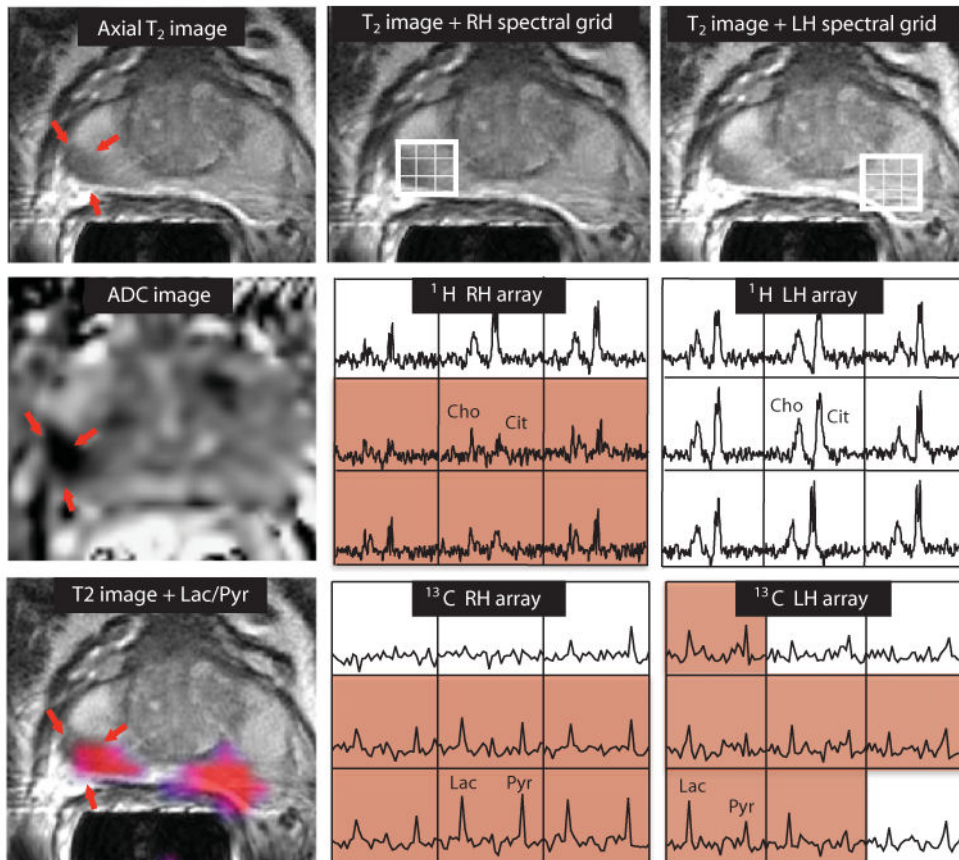 Axial T₂ image
T₂ image + RH spectral grid
T₂ image + LH spectral grid
ADC image
¹H RH array
¹H LH array
Cho
Cit
Cho
Cit
T2 image + Lac/Pyr
¹³C RH array
¹³C LH array
Lac
Pyr
Lac
Pyr